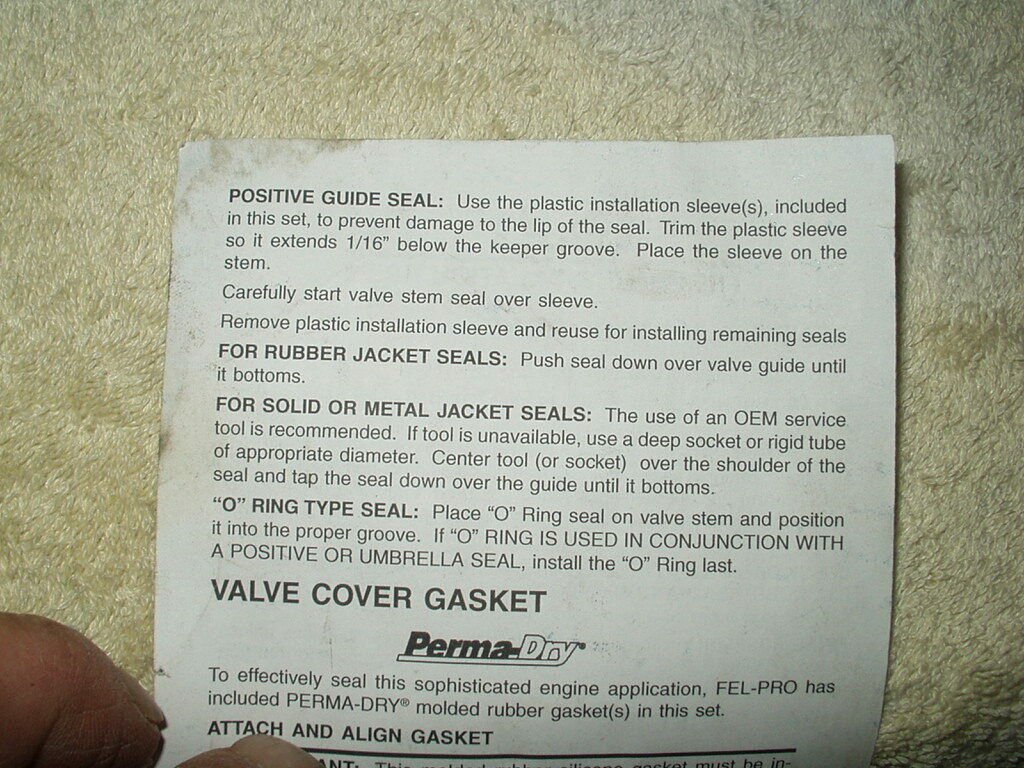 POSITIVE GUIDE SEAL: Use the plastic installation sleeve(s), included
in this set, to prevent damage to the lip of the seal. Trim the plastic sleeve
so it extends 1/16” below the keeper groove. Place the sleeve on the
stem.
Carefully start valve stem seal over sleeve.
Remove plastic installation sleeve and reuse for installing remaining seals
FOR RUBBER JACKET SEALS: Push seal down over valve guide until
it bottoms.
FOR SOLID OR METAL JACKET SEALS: The use of an OEM service
tool is recommended. If tool is unavailable, use a deep socket or rigid tube
of appropriate diameter. Center tool (or socket) over the shoulder of the
seal and tap the seal down over the guide until it bottoms.
“O” RING TYPE SEAL: Place “O” Ring seal on valve stem and position
it into the proper groove. If “O” RING IS USED IN CONJUNCTION WITH
A POSITIVE OR UMBRELLA SEAL, install the “O” Ring last.
VALVE COVER GASKET
Perma-Dry®
To effectively seal this sophisticated engine application, FEL-PRO has
included PERMA-DRY® molded rubber gasket(s) in this set.
ATTACH AND ALIGN GASKET
ANT: This molded rubber silicone gasket must be in-